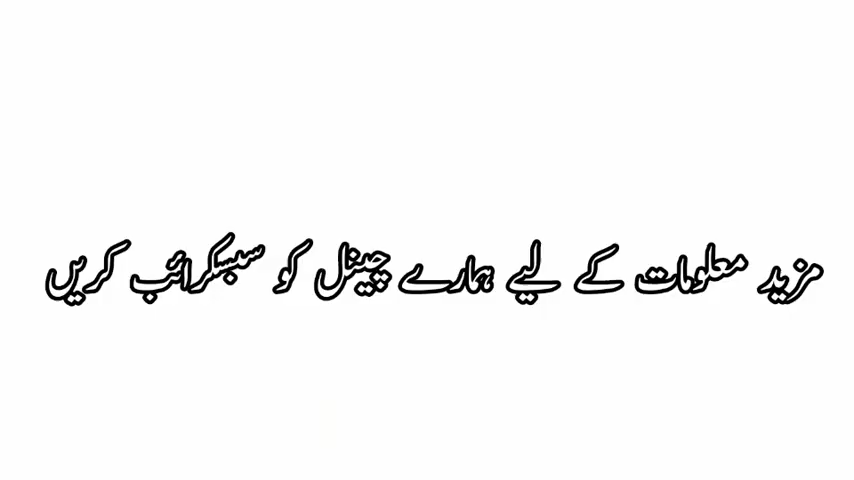 مزید معلومات کے لیے ہمارے چینل کو سبسکرائب کریں